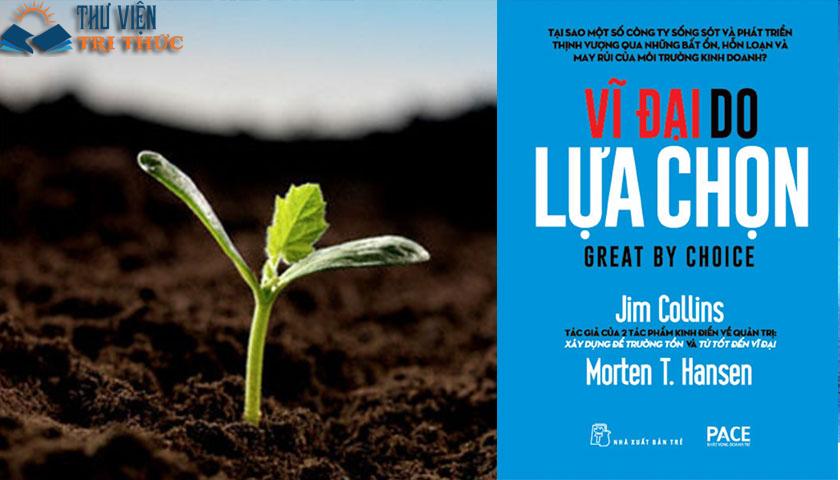 THƯ VIỆN
TRI THỨC
TẠI SAO MỘT SỐ CÔNG TY SỐNG SÓT VÀ PHÁT TRIỂN
THỊNH VƯỢNG QUA NHỮNG BẤT ỔN, HỖN LOẠN VÀ
MAY RỦI CỦA MÔI TRƯỜNG KINH DOANH?
VĨ ĐẠI DO
LỰA CHỌN
GREAT BY CHOICE
Jim Collins
TÁC GIẢ CỦA 2 TÁC PHẨM KINH ĐIỂN VỀ QUẢN TRỊ:
XÂY DỰNG ĐỂ TRƯỜNG TỒN VÀ TỪ TỐT ĐẾN VĨ ĐẠI
Morten T. Hansen
NHÀ XUẤT BẢN TRẺ
PACE